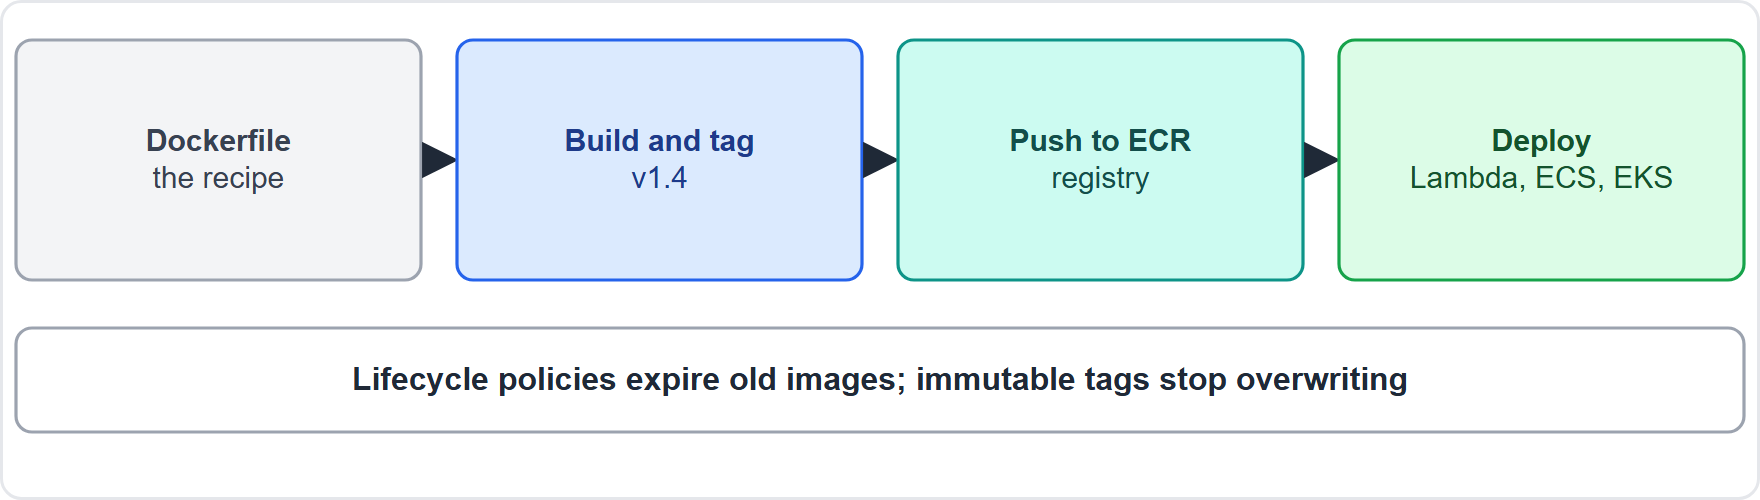 Dockerfile
the recipe
Build and tag
v1.4
Push to ECR
registry
Deploy
Lambda, ECS, EKS
Lifecycle policies expire old images; immutable tags stop overwriting